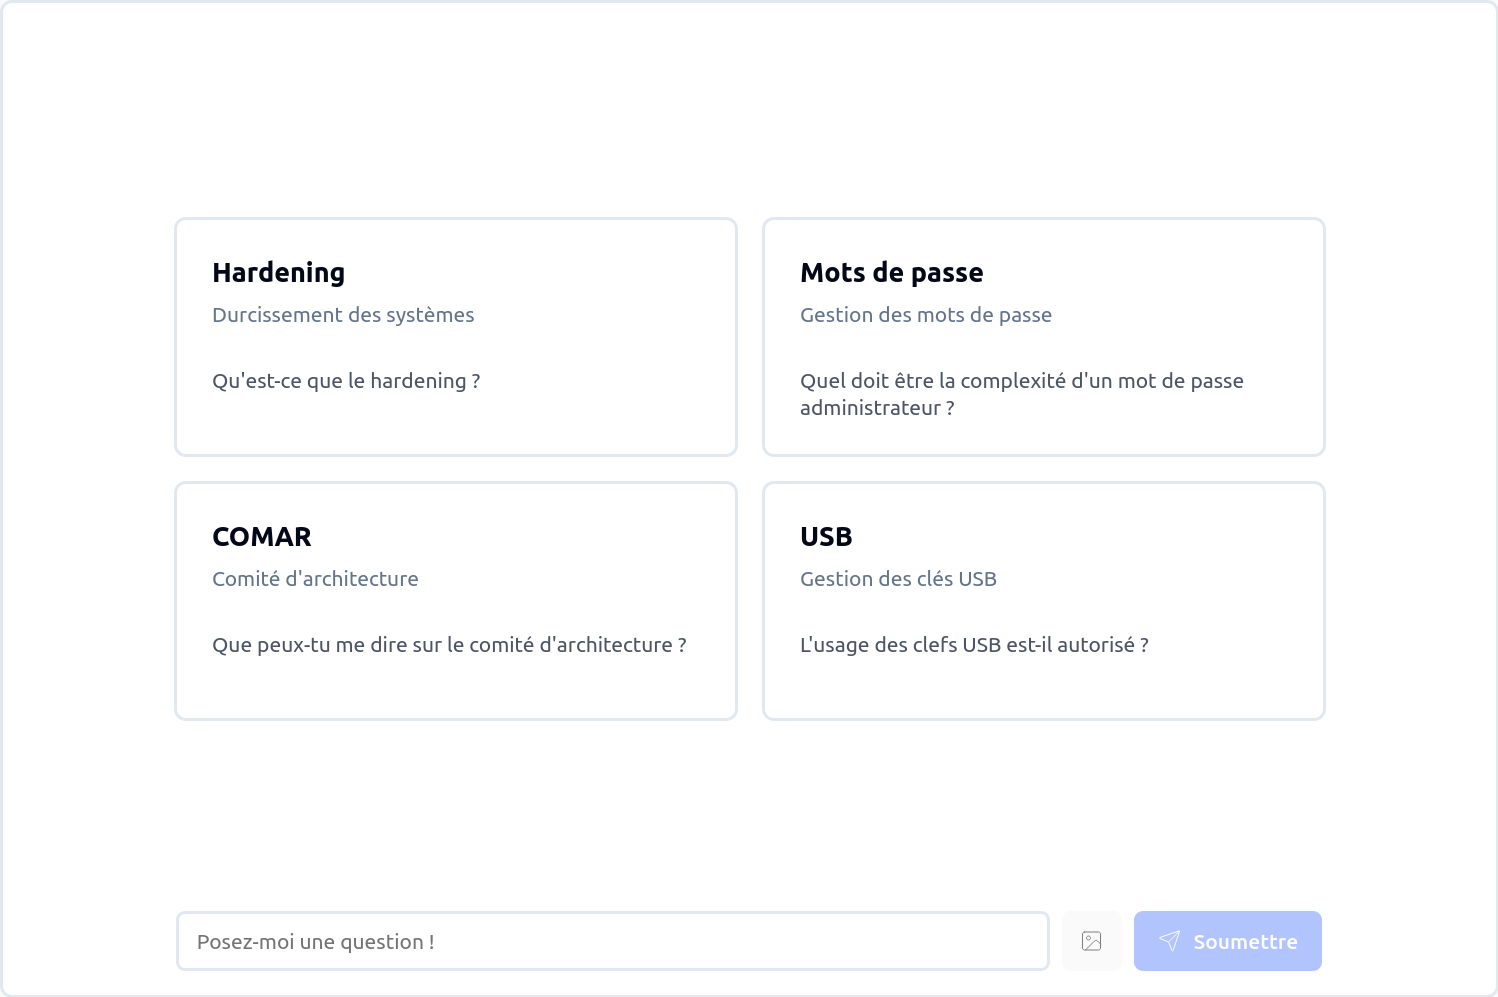 Hardening
Durcissement des systèmes
Qu'est-ce que le hardening ?
Mots de passe
Gestion des mots de passe
Quel doit être la complexité d'un mot de passe
administrateur ?
COMAR
Comité d'architecture
Que peux-tu me dire sur le comité d'architecture ?
USB
Gestion des clés USB
L'usage des clefs USB est-il autorisé ?
Posez-moi une question !
Soumettre